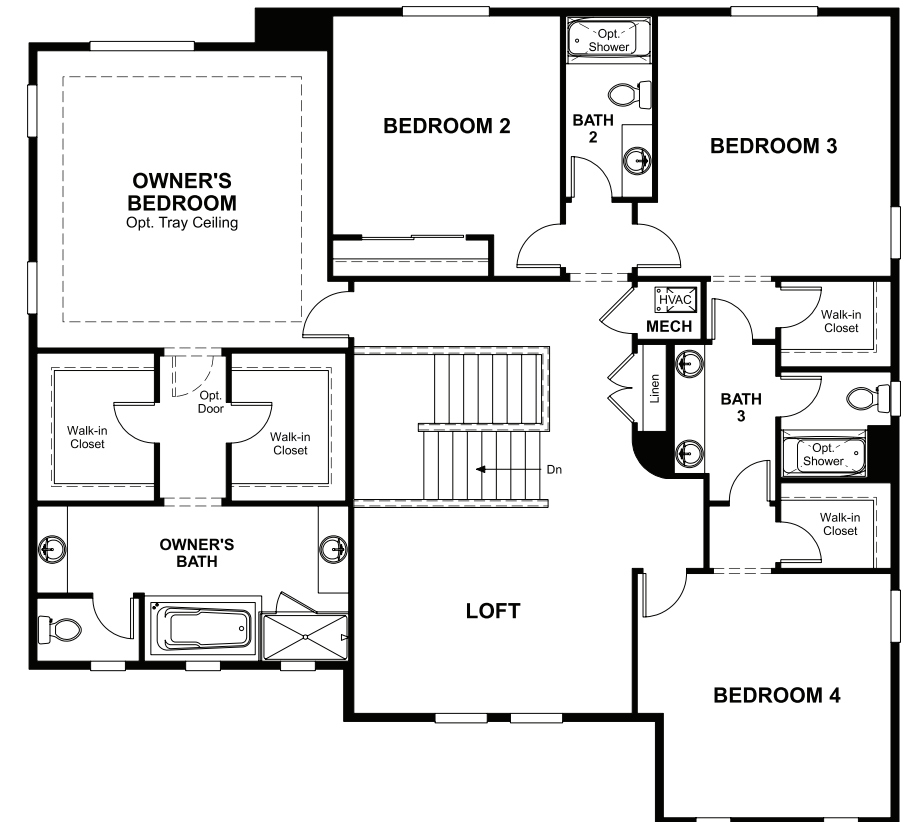 Opt.
Shower
BEDROOM 2
BATH
2
BEDROOM 3
OWNER'S
BEDROOM
Opt. Tray Ceiling
HVAC
MECH
Walk-in
Closet
Linen
BATH
3
Opt.
Door
Walk-in
Closet
Walk-in
Closet
Opt.
Shower
Dn
Walk-in
Closet
OWNER'S
BATH
LOFT
BEDROOM 4